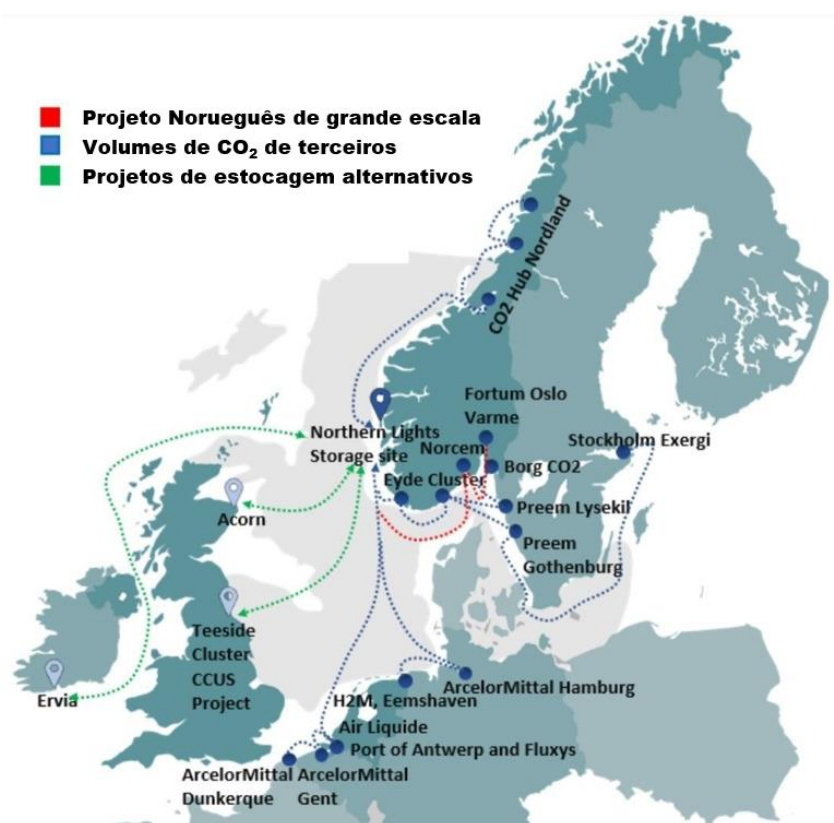 Projeto Norueguês de grande escala
Volumes de CO₂ de terceiros
Projetos de estocagem alternativos
CO2 Hub Nordland
Fortum Oslo
Varme
Northern Lights
Storage site
Norcem
Stockholm Exergi
Borg CO2
Eyde Cluster
Preem Lysekil
Acorn
Preem
Gothenburg
Teeside
Cluster
CCUS
Project
Ervia
ArcelorMittal Hamburg
H2M, Eemshaven
Air Liquide
Port of Antwerp and Fluxys
ArcelorMittal
Dunkerque
ArcelorMittal
Gent